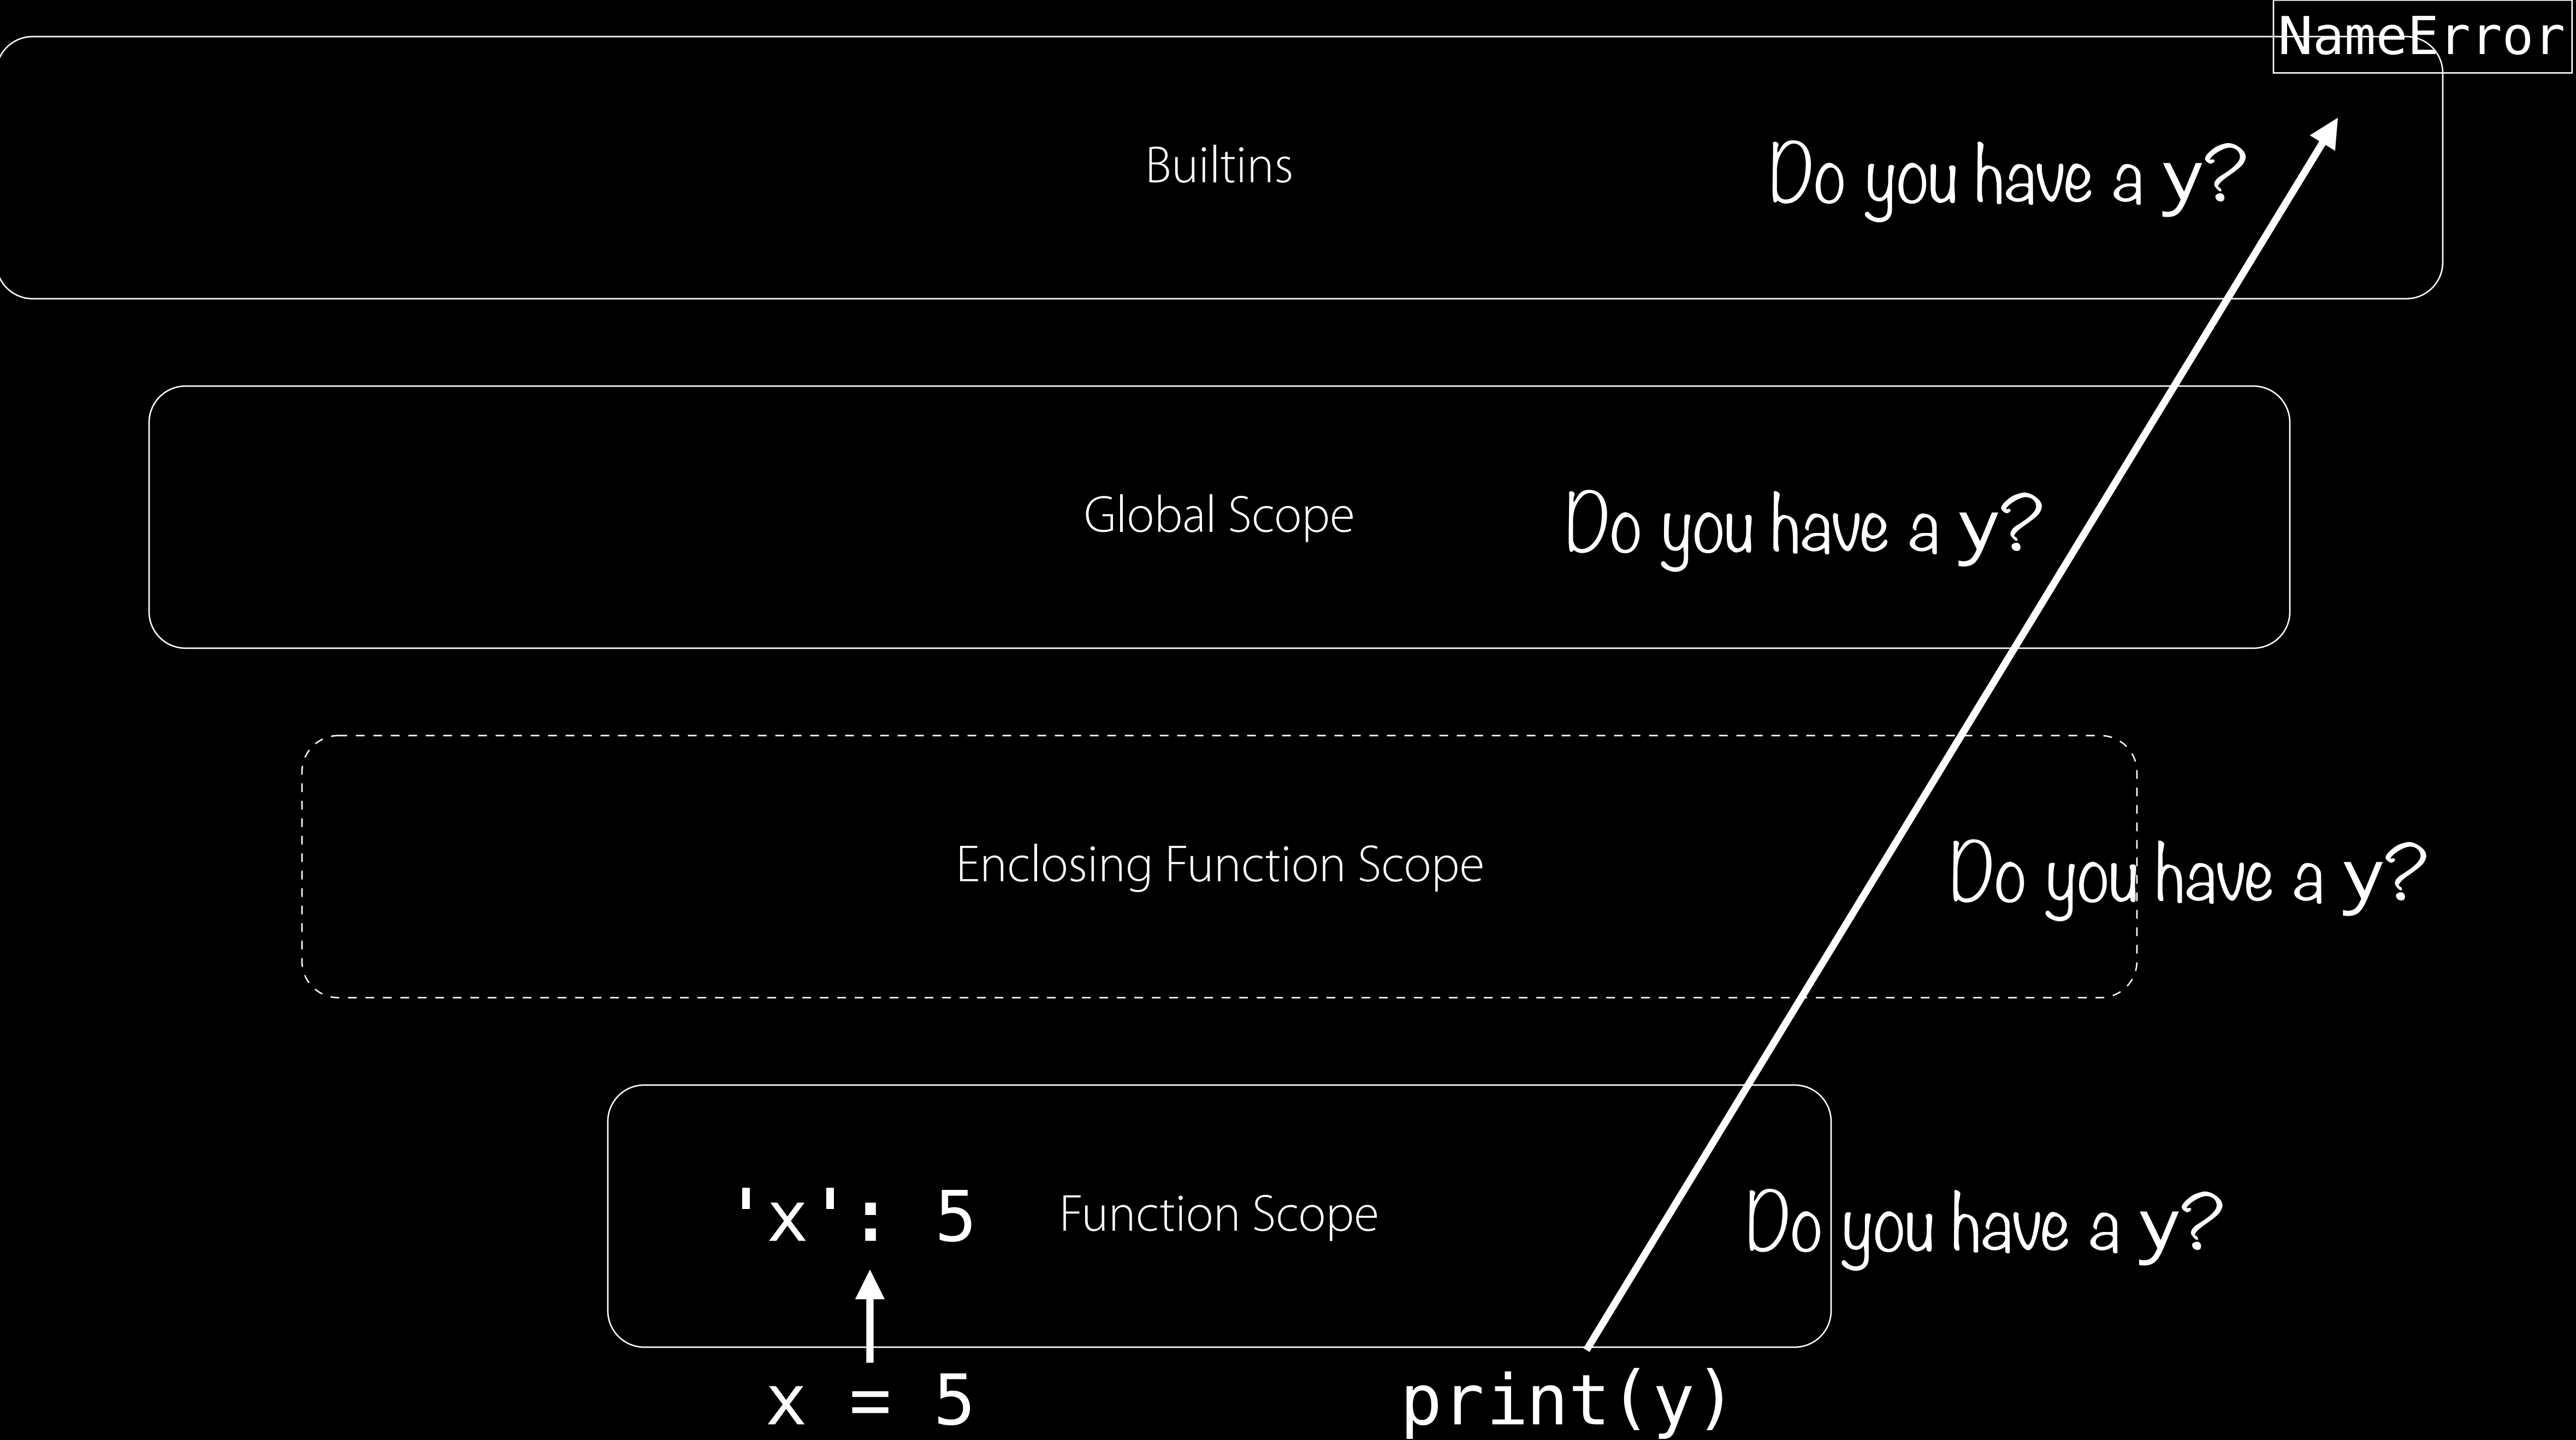 NameError
Builtins
Do you have a y?
Global Scope
Do you have a y?
Enclosing Function Scope
Do you have a y?
'x': 5
Function Scope
Do you have a y?
x = 5
print(y)